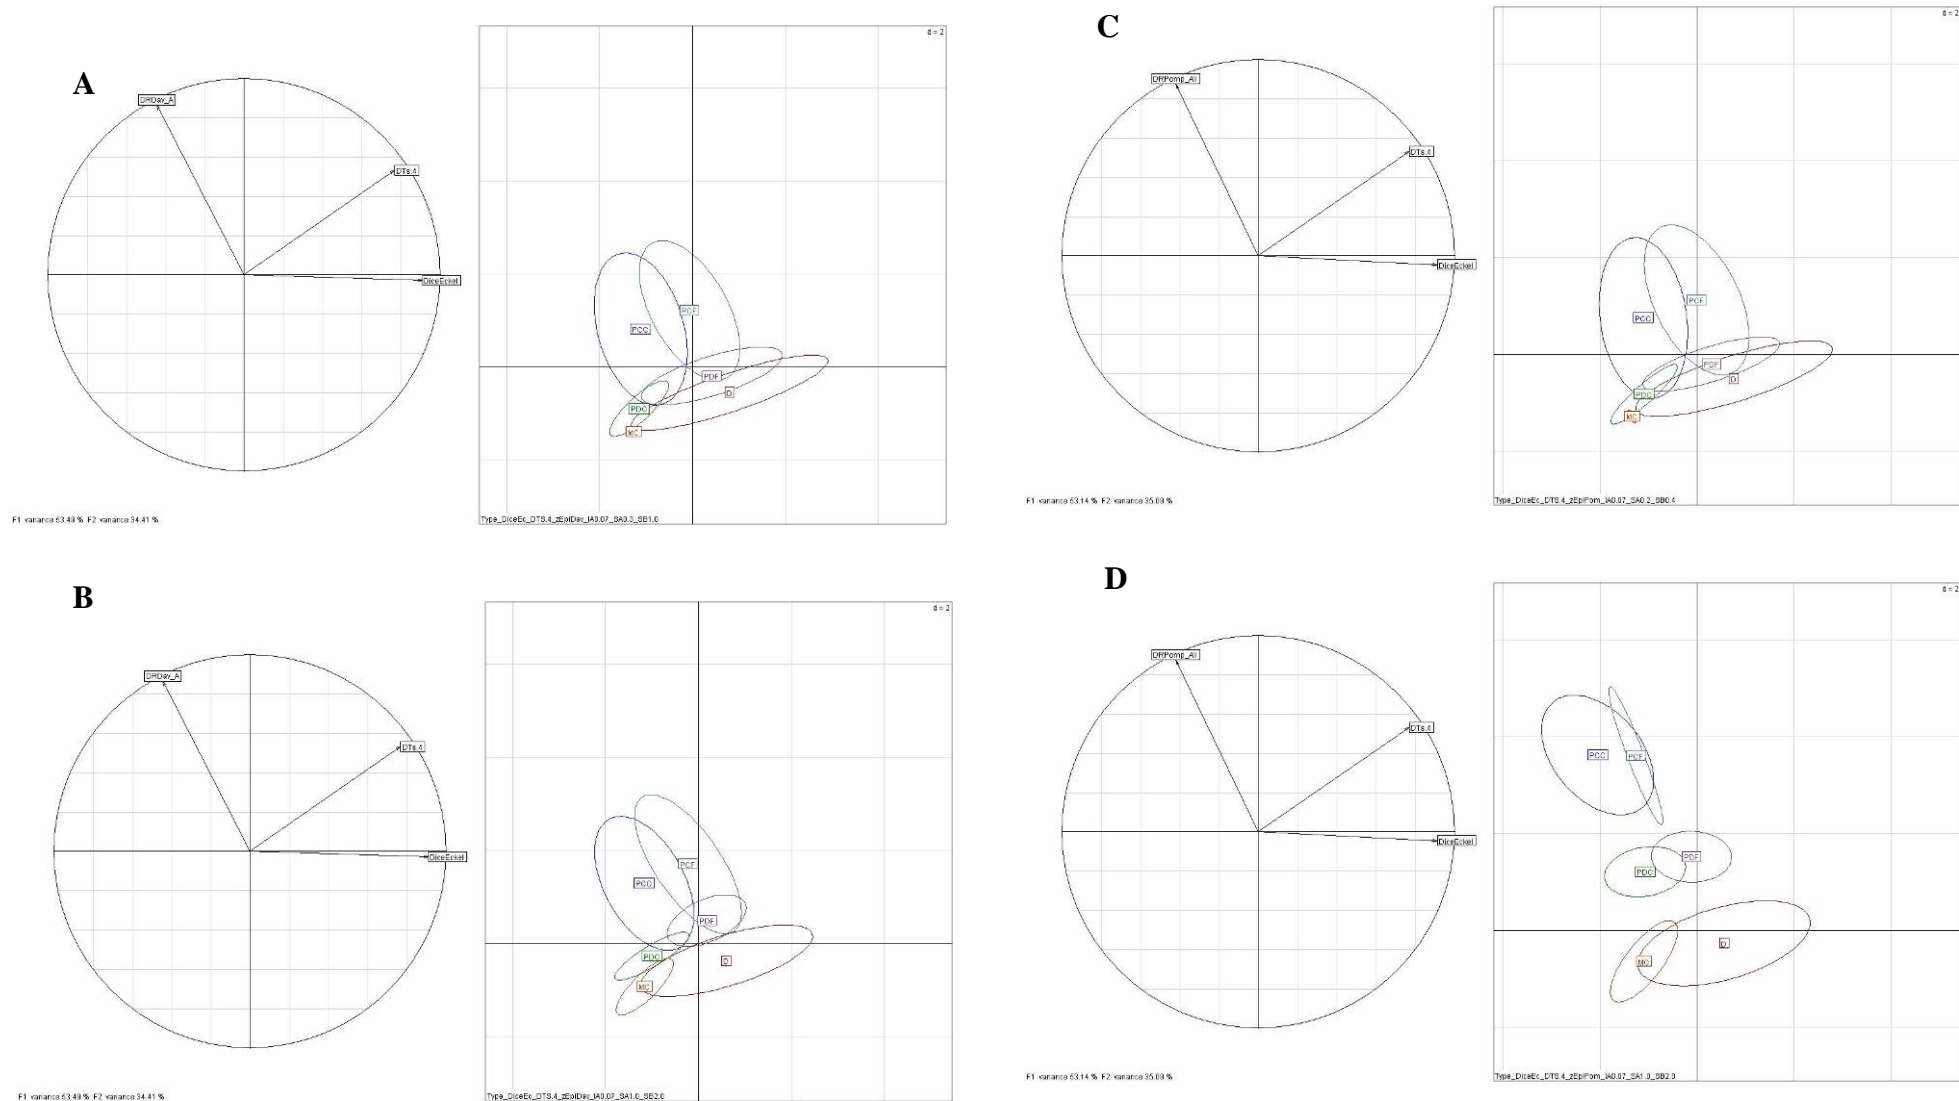 A
DRDay_A
DTs.4
DiceEckel
F1 variance 53,49 % F2 variance 34,41 %
d = 2
PCF
PCC
PDF
D
PDC
MC
Type_DiceEc_DTS.4_zEpiDay_IA0.07_SA0.3_SB1.0
C
DRPomp_All
DTs.4
DiceEckel
F1 variance 53,14 % F2 variance 35,09 %
d = 2
PCF
PCC
PDF
D
PDC
MC
Type_DiceEc_DTS.4_zEpiPom_IA0.07_SA0.2_SB0.4
B
DRDay_A
DTs.4
DiceEckel
F1 variance 53,49 % F2 variance 34,41 %
d = 2
PCF
PCC
PDF
PDC
D
MC
Type_DiceEc_DTS.4_zEpiDay_IA0.07_SA1.0_SB2.0
D
DRPomp_All
DTs.4
DiceEckel
F1 variance 53,14 % F2 variance 35,09 %
d = 2
PCC
PCF
PDF
PDC
D
MC
Type_DiceEc_DTS.4_zEpiPom_IA0.07_SA1.0_SB2.0